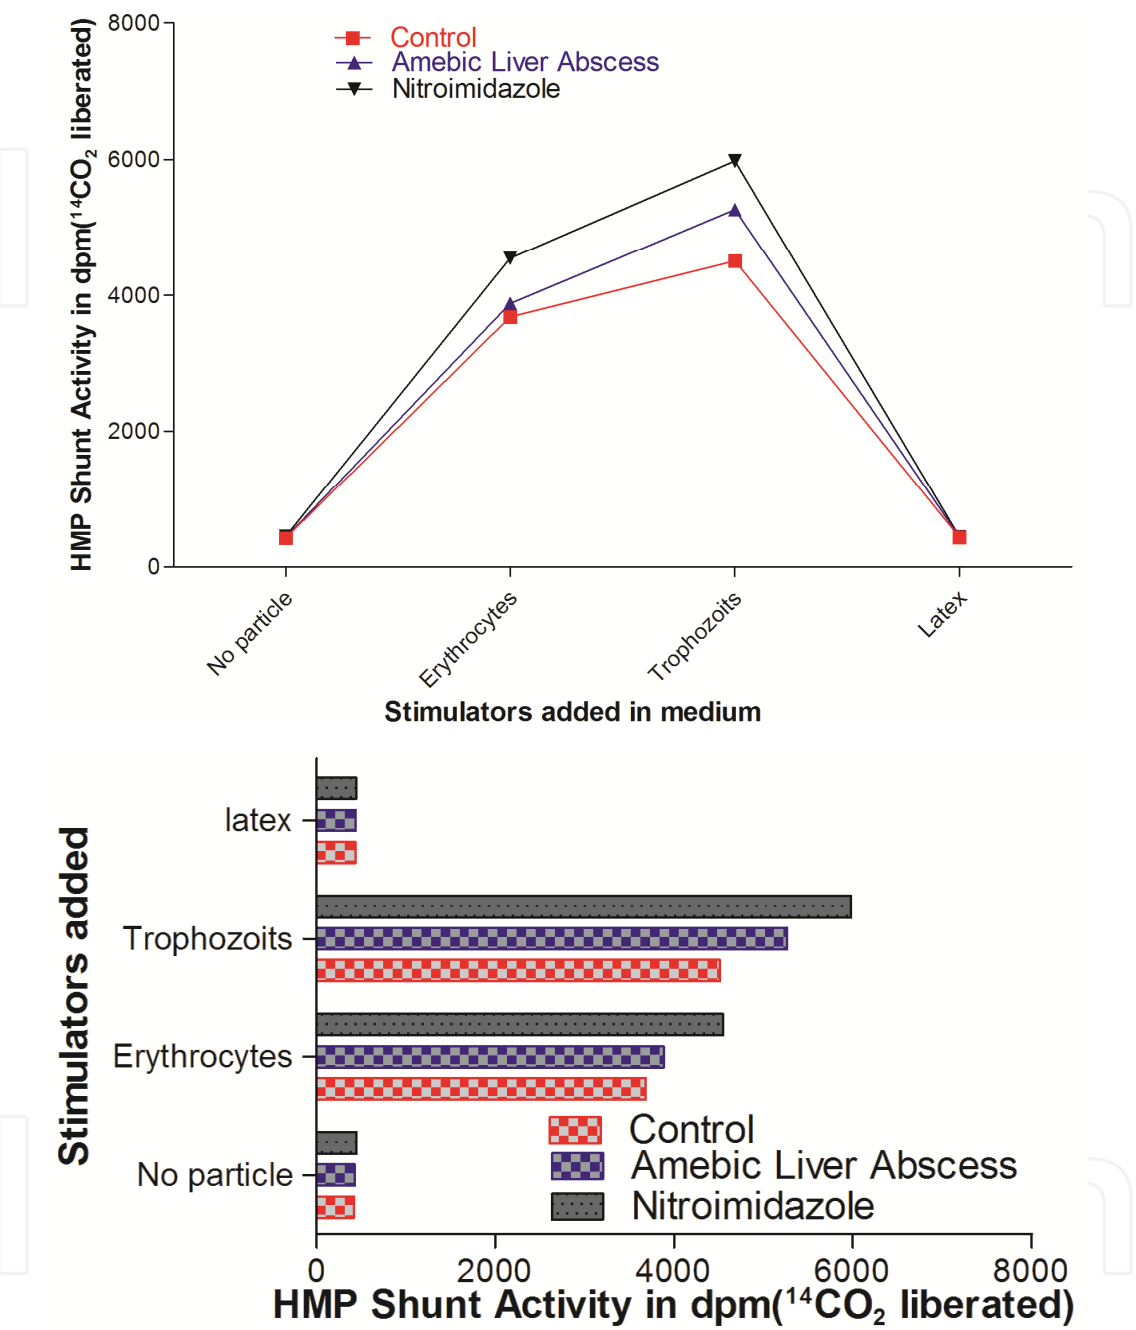 8000
Control
Amebic Liver Abscess
Nitroimidazole
6000
4000
2000
0
HMP Shunt Activity in dpm(¹⁴CO₂ liberated)
No particle
Erythrocytes
Trophozoits
Latex
Stimulators added in medium
Stimulators added
latex
Trophozoits
Erythrocytes
No particle
Control
Amebic Liver Abscess
Nitroimidazole
0 2000 4000 6000 8000
HMP Shunt Activity in dpm(¹⁴CO₂ liberated)